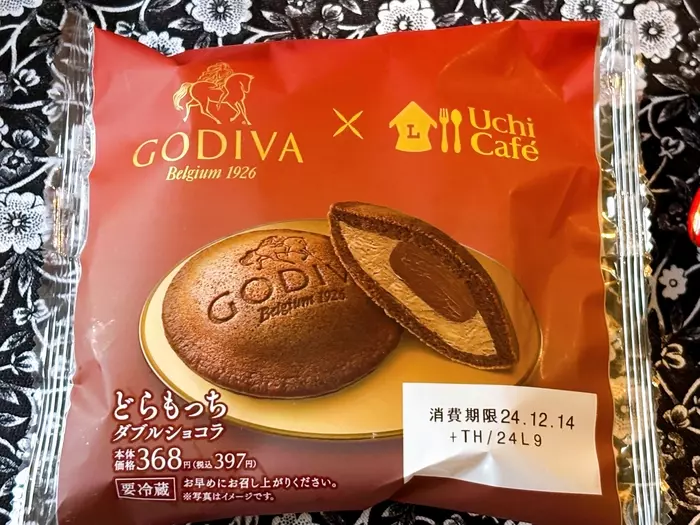 GODIVA
Belgium 1926
×
L
Uchi
Café
GODIVA
Belgium 1926
どらもっち
ダブルショコラ
本体価格368円(税込397円)
要冷蔵 お早めにお召し上がりください。
※写真はイメージです。
消費期限24.12.14
+TH/24L9